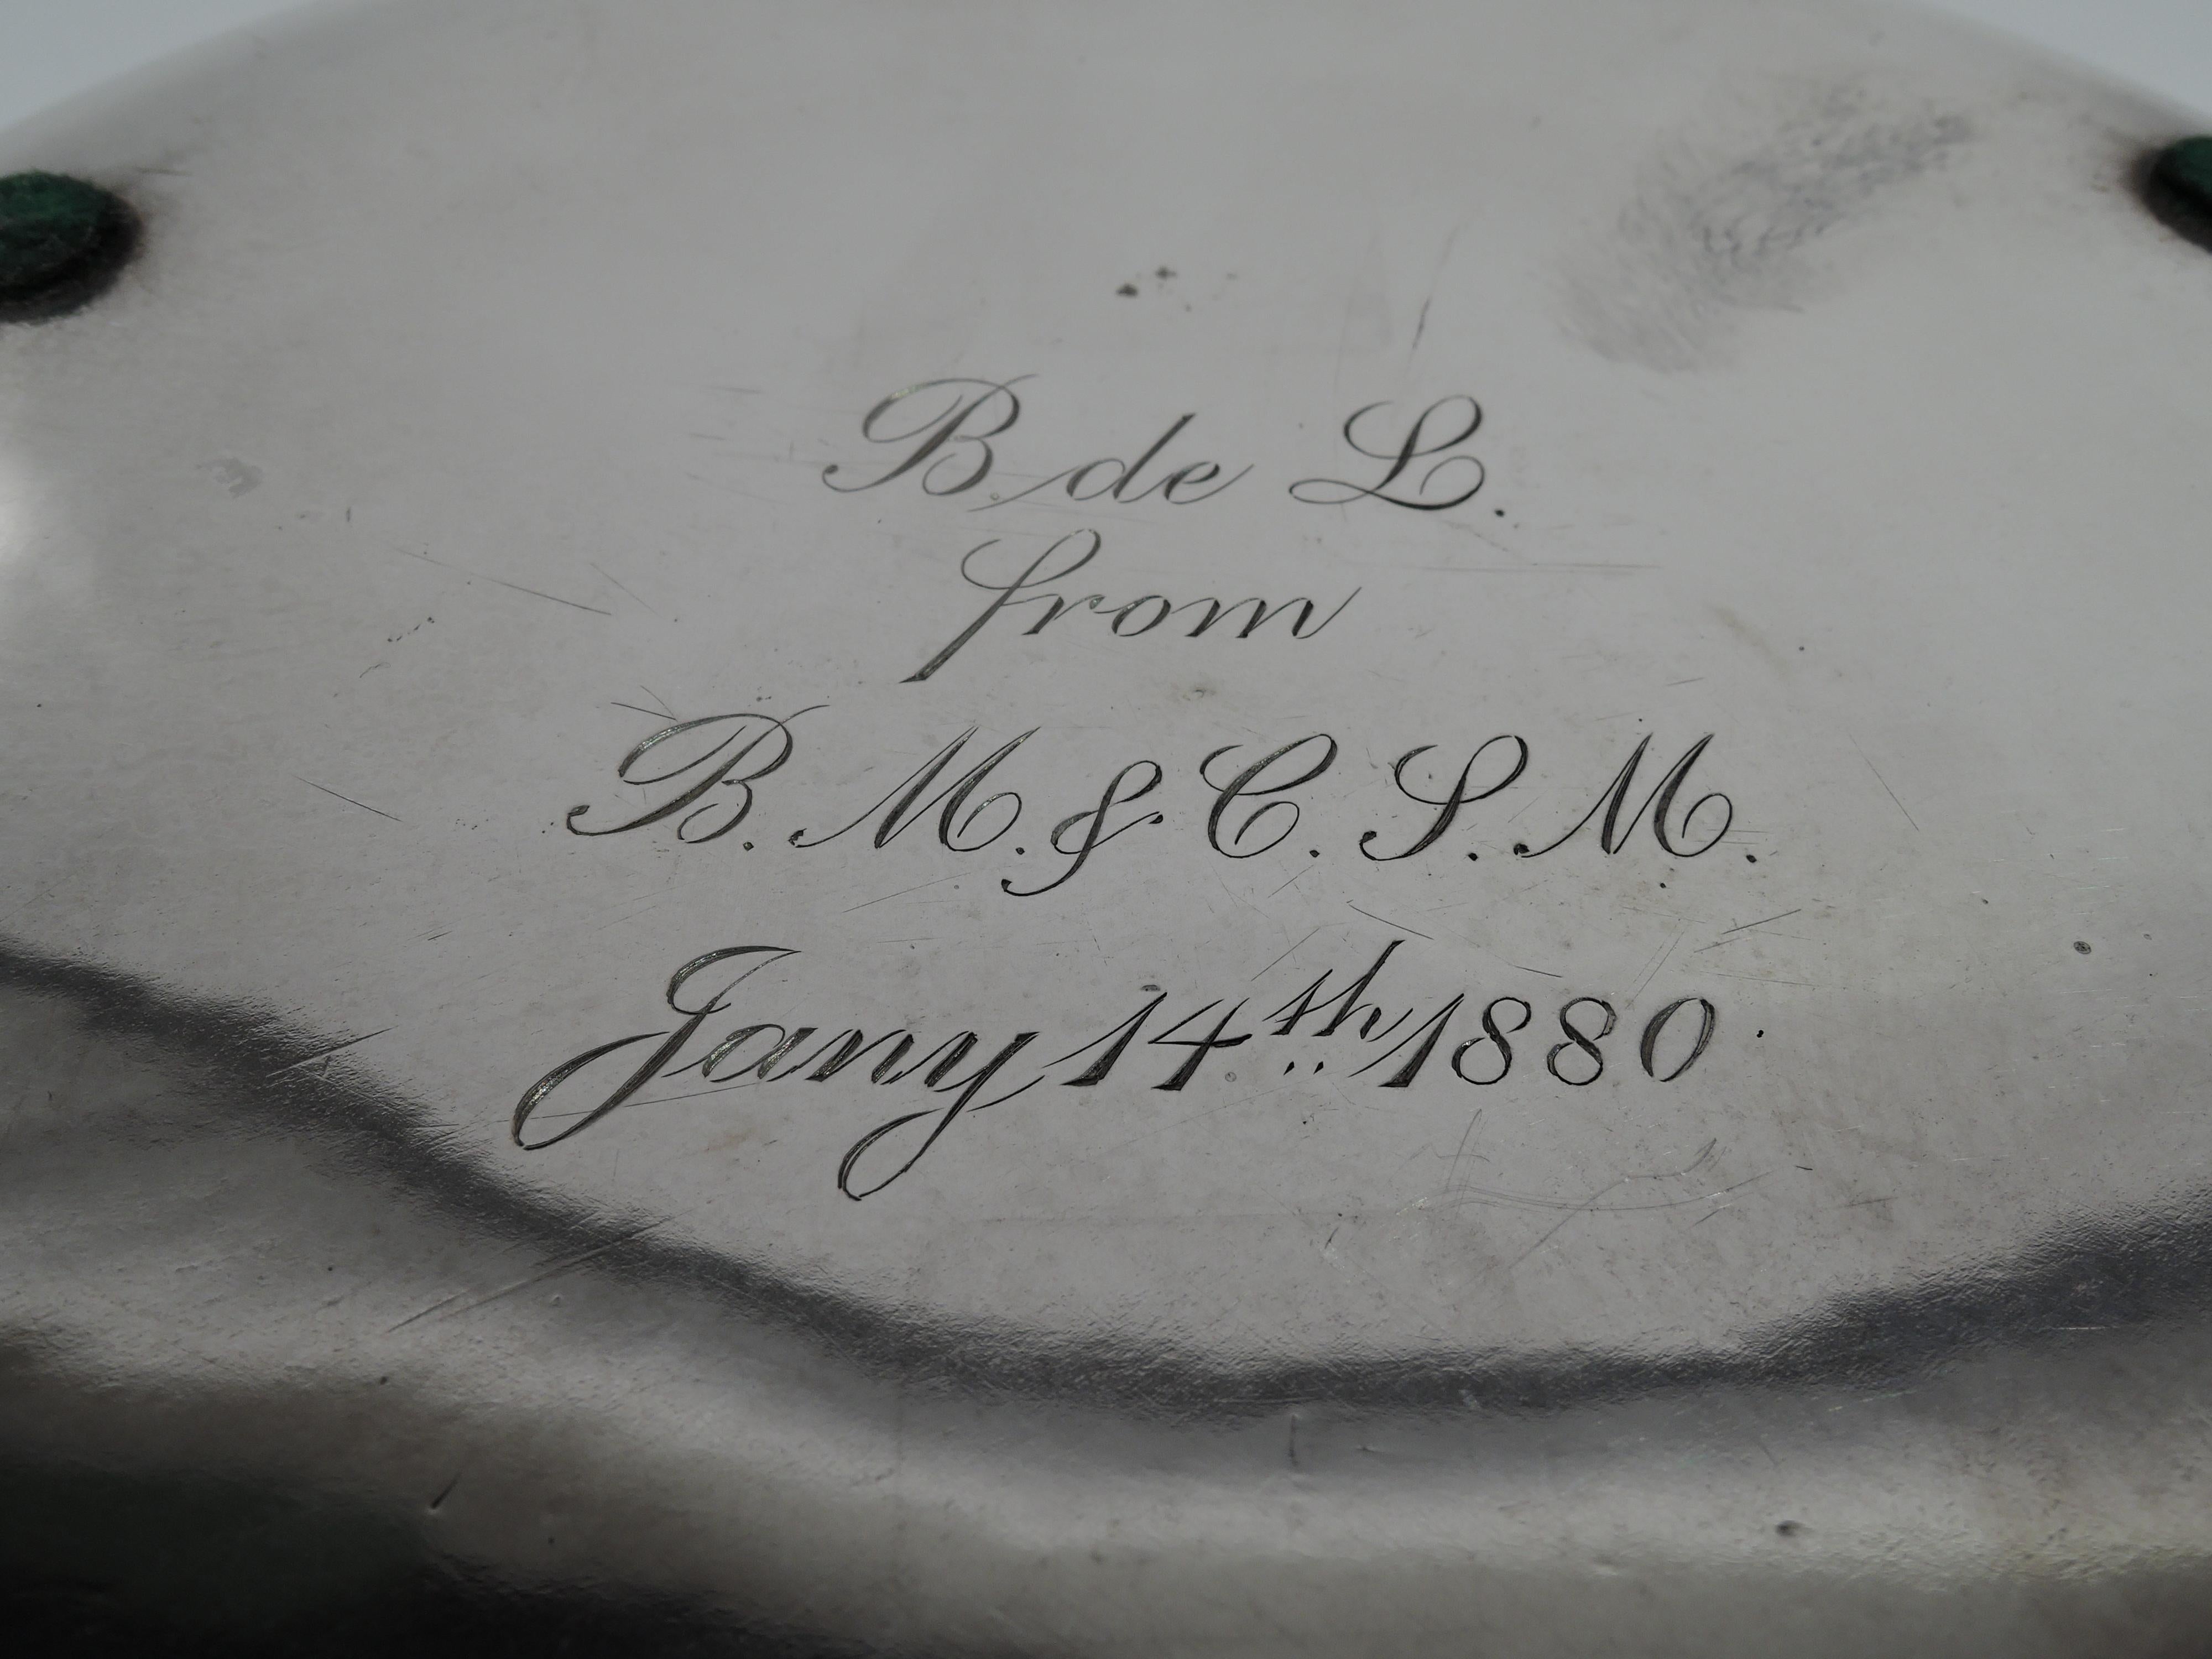 B. de L.
from
B. M. & C. S. M.
Jany 14th 1880.